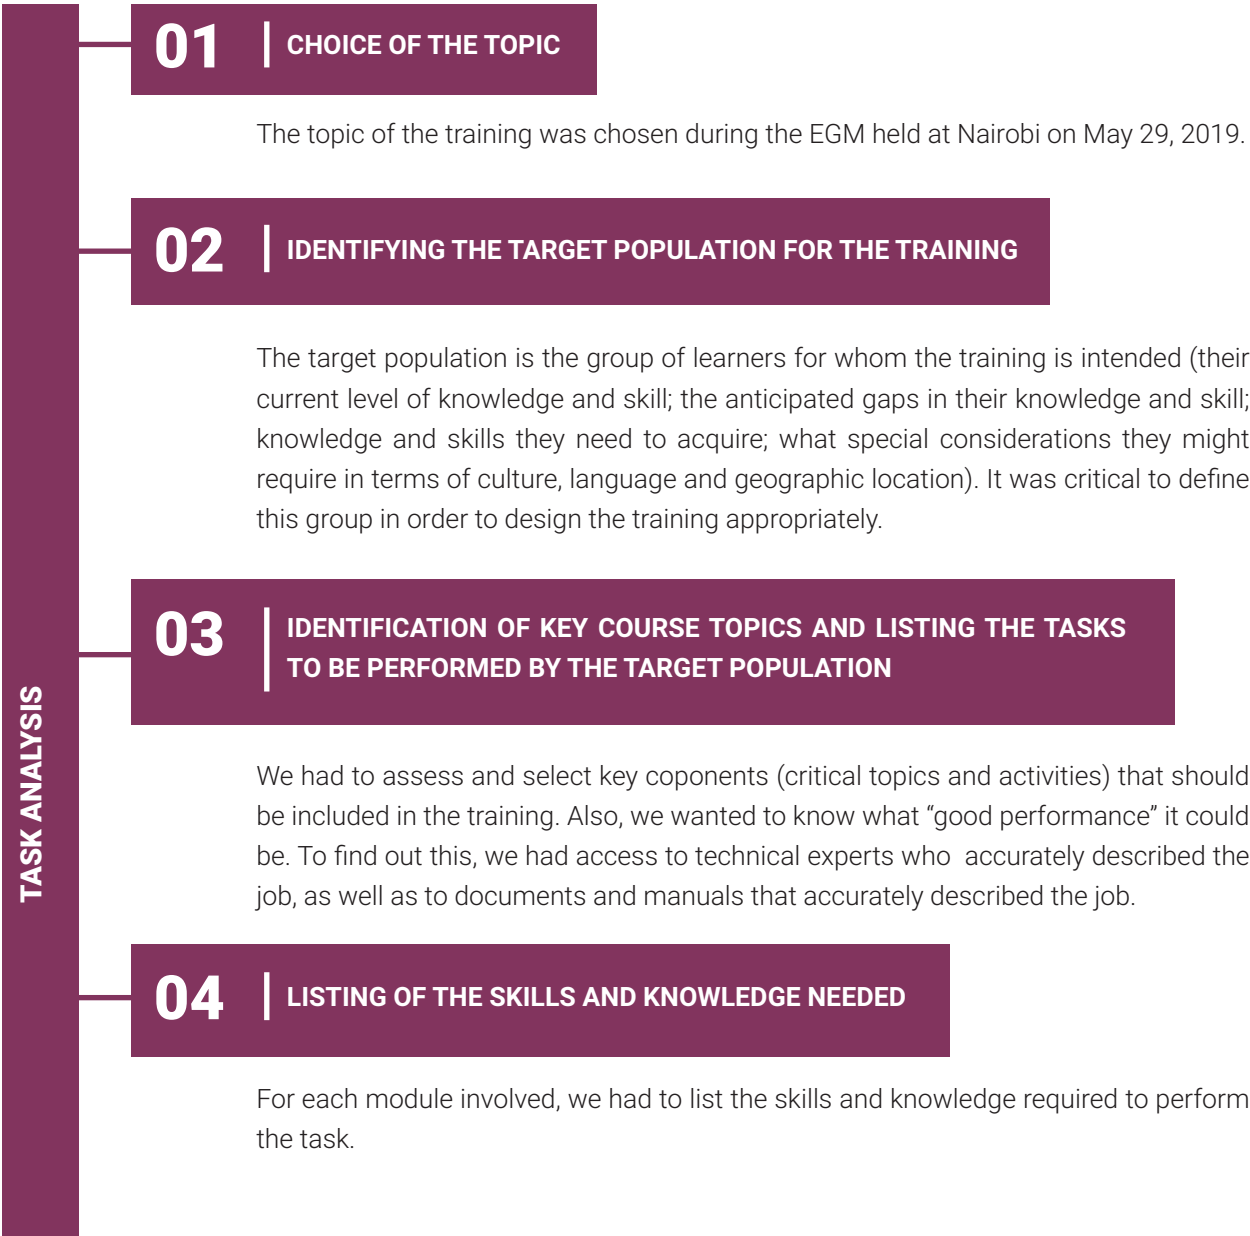 TASK ANALYSIS
01
CHOICE OF THE TOPIC
The topic of the training was chosen during the EGM held at Nairobi on May 29, 2019.
02
IDENTIFYING THE TARGET POPULATION FOR THE TRAINING
The target population is the group of learners for whom the training is intended (their
current level of knowledge and skill; the anticipated gaps in their knowledge and skill;
knowledge and skills they need to acquire; what special considerations they might
require in terms of culture, language and geographic location). It was critical to define
this group in order to design the training appropriately.
03
IDENTIFICATION OF KEY COURSE TOPICS AND LISTING THE TASKS
TO BE PERFORMED BY THE TARGET POPULATION
We had to assess and select key coponents (critical topics and activities) that should
be included in the training. Also, we wanted to know what “good performance” it could
be. To find out this, we had access to technical experts who  accurately described the
job, as well as to documents and manuals that accurately described the job.
04
LISTING OF THE SKILLS AND KNOWLEDGE NEEDED
For each module involved, we had to list the skills and knowledge required to perform
the task.